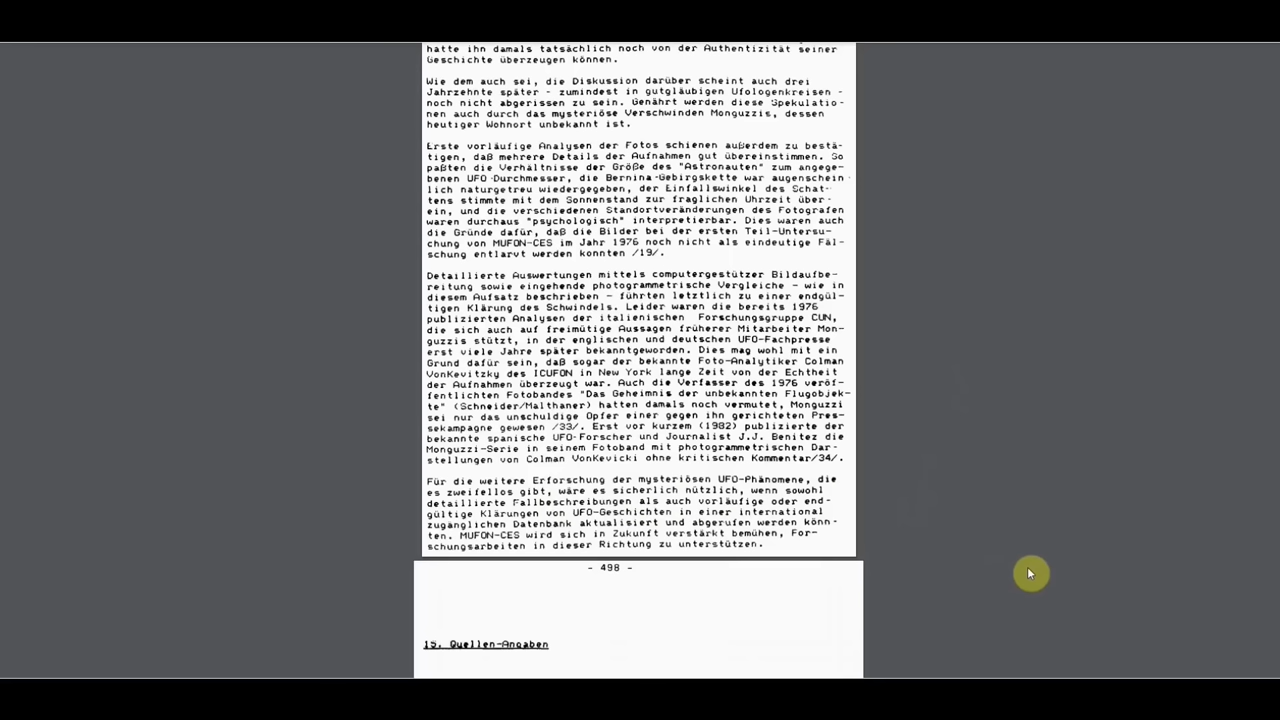 hatte ihn damals tatsächlich noch von der Authentizität seiner
Geschichte überzeugen können.
Wie dem auch sei, die Diskussion darüber scheint auch drei
Jahrzehnte später - zumindest in gutgläubigen Ufologenkreisen -
noch nicht abgerissen zu sein. Genährt werden diese Spekulatio-
nen auch durch das mysteriöse Verschwinden Monguzzis, dessen
heutiger Wohnort unbekannt ist.
Erste vorläufige Analysen der Fotos schienen außerdem zu bestä-
tigen, daß mehrere Details der Aufnahmen gut übereinstimmen. So
paßten die Verhältnisse der Größe des "Astronauten" zum angege-
benen UFO-Durchmesser, die Bernina-Gebirgskette war augenschein-
lich naturgetreu wiedergegeben, der Einfallswinkel des Schat-
tens stimmte mit dem Sonnenstand zur fraglichen Uhrzeit über-
ein, und die verschiedenen Standortveränderungen des Fotografen
waren durchaus "psychologisch" interpretierbar. Dies waren auch
die Gründe dafür, daß die Bilder bei der ersten Teil-Untersu-
chung von MUFON-CES im Jahr 1976 noch nicht als eindeutige Fäl-
schung entlarvt werden konnten /19/.
Detaillierte Auswertungen mittels computergestützer Bildaufbe-
reitung sowie eingehende photogrammetrische Vergleiche - wie in
diesem Aufsatz beschrieben - führten letztlich zu einer endgül-
tigen Klärung des Schwindels. Leider waren die bereits 1976
publizierten Analysen der italienischen Forschungsgruppe CUN,
die sich auch auf freimütige Aussagen früherer Mitarbeiter Mon-
guzzis stützt, in der englischen und deutschen UFO-Fachpresse
erst viele Jahre später bekanntgeworden. Dies mag wohl mit ein
Grund dafür sein, daß sogar der bekannte Foto-Analytiker Colman
VonKevitzky des ICUFON in New York lange Zeit von der Echtheit
der Aufnahmen überzeugt war. Auch die Verfasser des 1976 veröf-
fentlichten Fotobandes "Das Geheimnis der unbekannten Flugobjek-
te" (Schneider/Malthaner) hatten damals noch vermutet, Monguzzi
sei nur das unschuldige Opfer einer gegen ihn gerichteten Pres-
sekampagne gewesen /33/. Erst vor kurzem (1982) publizierte der
bekannte spanische UFO-Forscher und Journalist J.J. Benitez die
Monguzzi-Serie in seinem Fotoband mit photogrammetrischen Dar-
stellungen von Colman VonKevicki ohne kritischen Kommentar/34/.
Für die weitere Erforschung der mysteriösen UFO-Phänomene, die
es zweifellos gibt, wäre es sicherlich nützlich, wenn sowohl
detaillierte Fallbeschreibungen als auch vorläufige oder end-
gültige Klärungen von UFO-Geschichten in einer international
zugänglichen Datenbank aktualisiert und abgerufen werden könn-
ten. MUFON-CES wird sich in Zukunft verstärkt bemühen, For-
schungsarbeiten in dieser Richtung zu unterstützen.
- 498 -
15. Quellen-Angaben